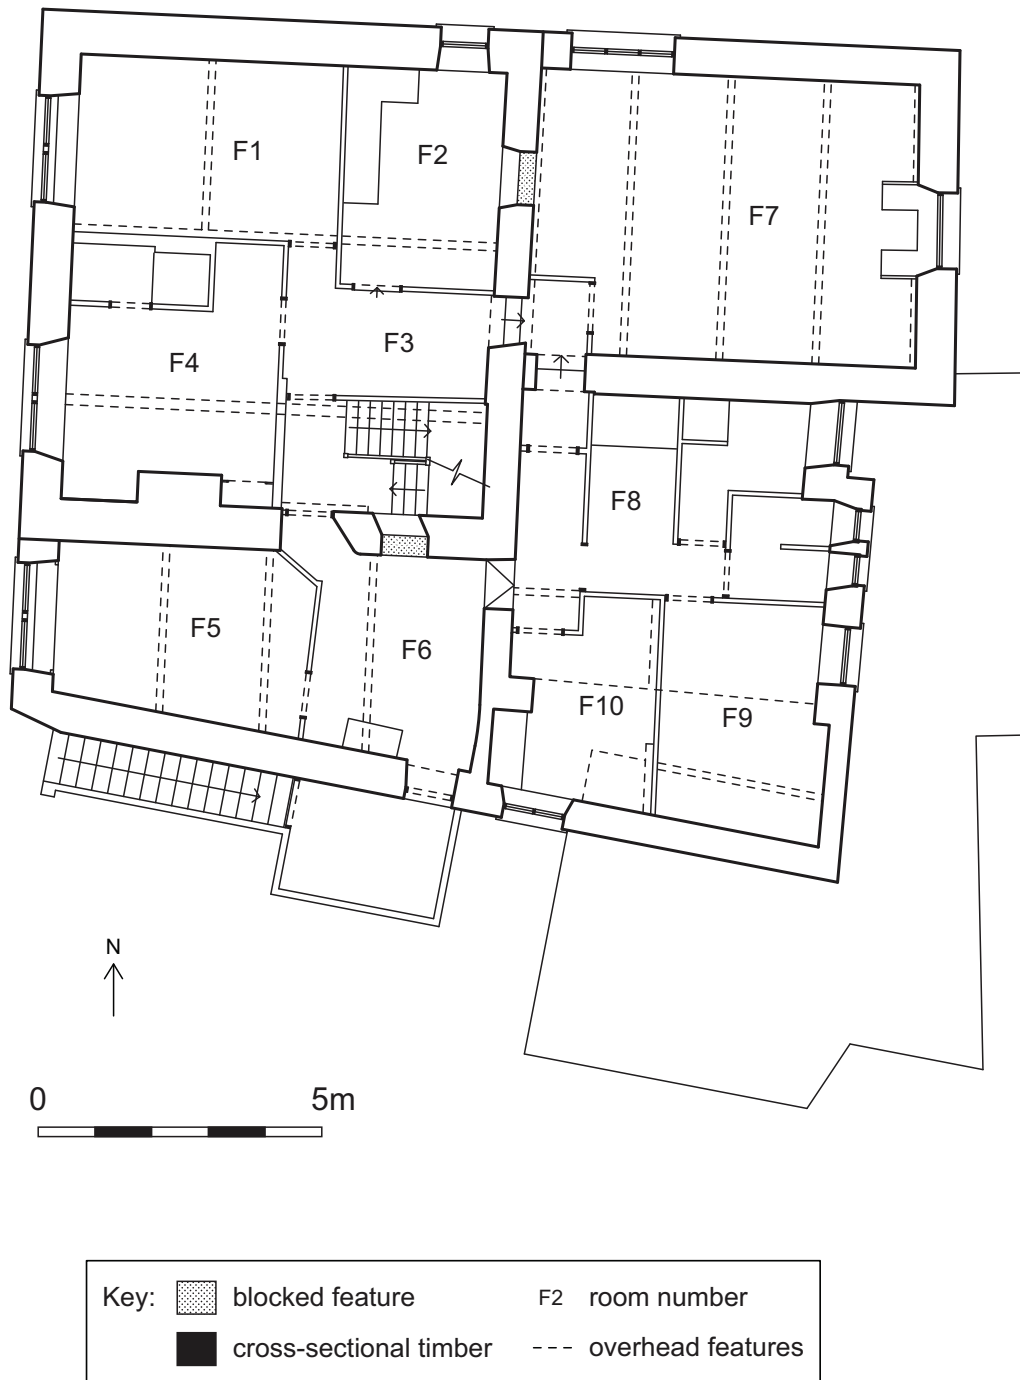 F1
F2
F7
F3
F4
F8
F5
F6
F10
F9
N
0 5m
Key: blocked feature F2 room number
cross-sectional timber overhead features